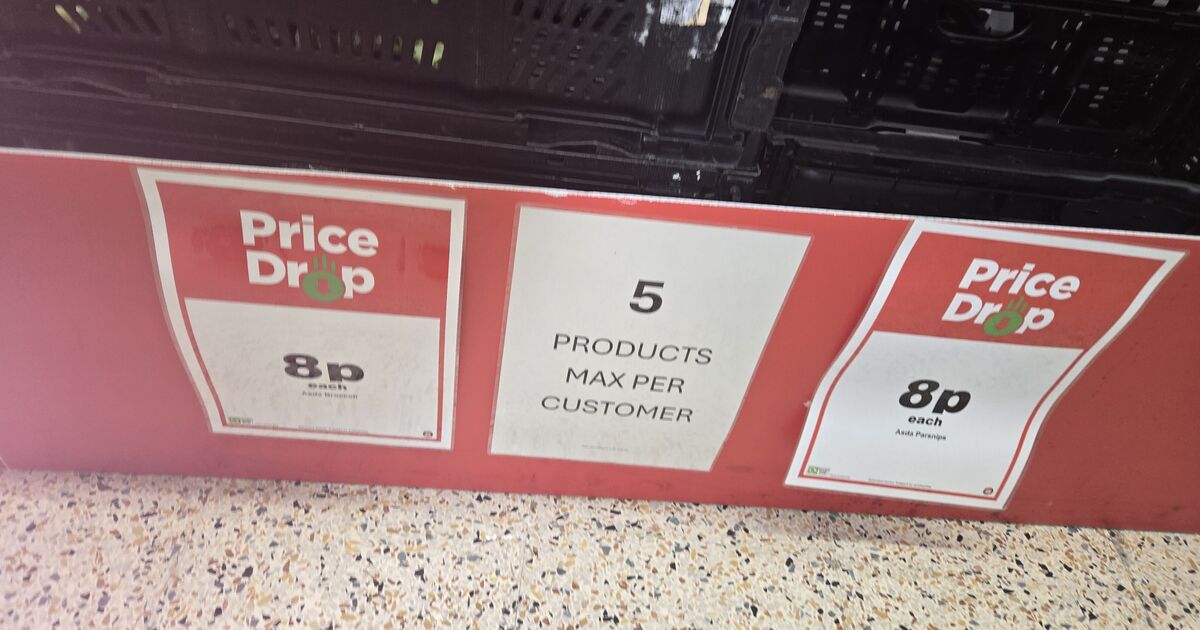 Price
Drop
8p
each
Asda Broccoli
5
PRODUCTS
MAX PER
CUSTOMER
Price
Drop
8p
each
Asda Parsnips